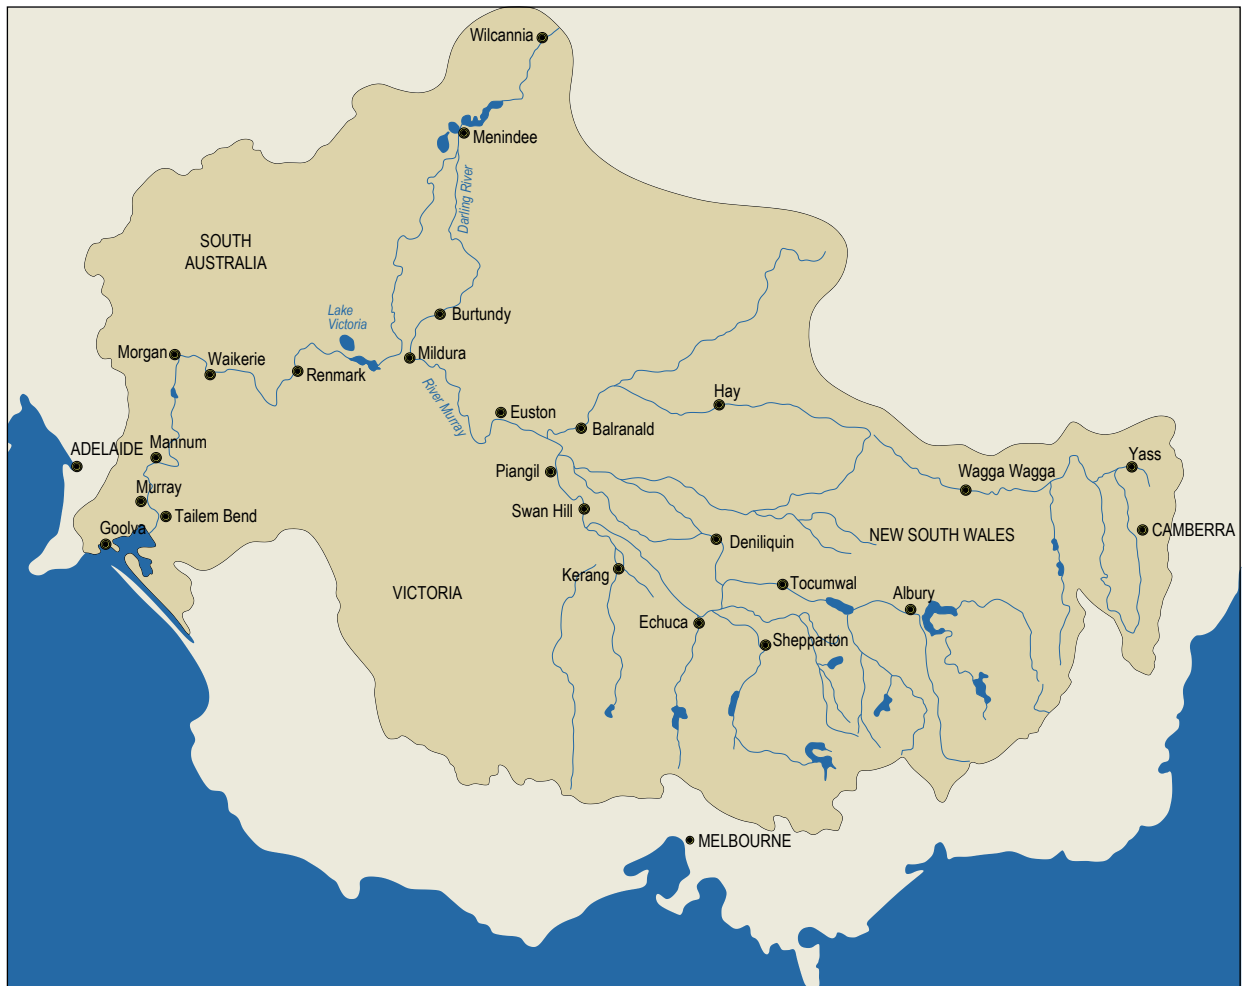 Wilcannia
Menindee
Darling River
SOUTH
AUSTRALIA
Lake
Victoria
Burtundy
Morgan
Waikerie
Renmark
Mildura
River Murray
Euston
Hay
Balranald
ADELAIDE
Mannum
Piangil
Wagga Wagga
Yass
Murray
Tailem Bend
Swan Hill
Goolva
Deniliquin
NEW SOUTH WALES
CAMBERRA
Kerang
Tocumwal
VICTORIA
Albury
Echuca
Shepparton
MELBOURNE